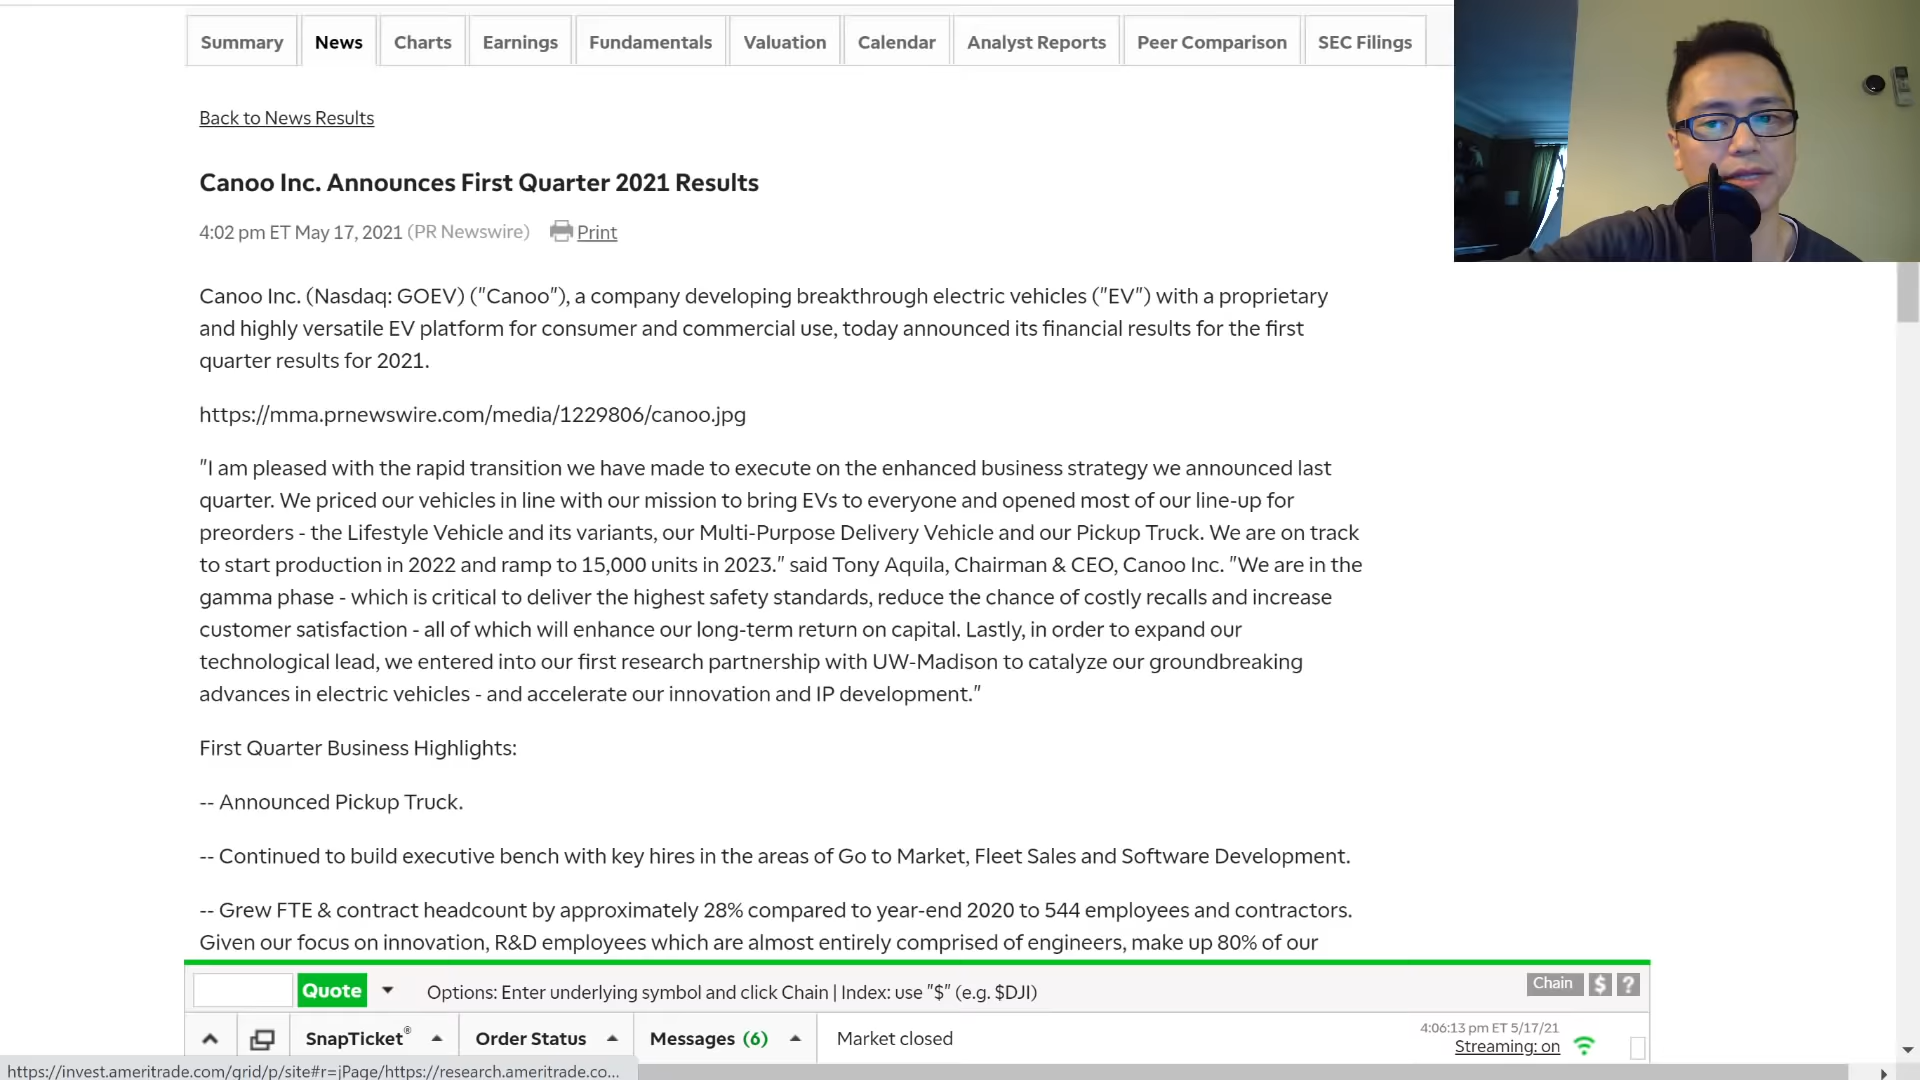 Summary News Charts Earnings Fundamentals Valuation Calendar Analyst Reports Peer Comparison SEC Filings
Back to News Results
Canoo Inc. Announces First Quarter 2021 Results
4:02 pm ET May 17, 2021 (PR Newswire) Print
Canoo Inc. (Nasdaq: GOEV) ("Canoo"), a company developing breakthrough electric vehicles ("EV") with a proprietary
and highly versatile EV platform for consumer and commercial use, today announced its financial results for the first
quarter results for 2021.
https://mma.prnewswire.com/media/1229806/canoo.jpg
"I am pleased with the rapid transition we have made to execute on the enhanced business strategy we announced last
quarter. We priced our vehicles in line with our mission to bring EVs to everyone and opened most of our line-up for
preorders - the Lifestyle Vehicle and its variants, our Multi-Purpose Delivery Vehicle and our Pickup Truck. We are on track
to start production in 2022 and ramp to 15,000 units in 2023." said Tony Aquila, Chairman & CEO, Canoo Inc. "We are in the
gamma phase - which is critical to deliver the highest safety standards, reduce the chance of costly recalls and increase
customer satisfaction - all of which will enhance our long-term return on capital. Lastly, in order to expand our
technological lead, we entered into our first research partnership with UW-Madison to catalyze our groundbreaking
advances in electric vehicles - and accelerate our innovation and IP development."
First Quarter Business Highlights:
-- Announced Pickup Truck.
-- Continued to build executive bench with key hires in the areas of Go to Market, Fleet Sales and Software Development.
-- Grew FTE & contract headcount by approximately 28% compared to year-end 2020 to 544 employees and contractors.
Given our focus on innovation, R&D employees which are almost entirely comprised of engineers, make up 80% of our
Quote Options: Enter underlying symbol and click Chain | Index: use "$" (e.g. $DJI) Chain $ ?
SnapTicket® Order Status Messages (6) Market closed 4:06:13 pm ET 5/17/21
Streaming: on
https://invest.ameritrade.com/grid/p/site#r=jPage/https://research.ameritrade.co...